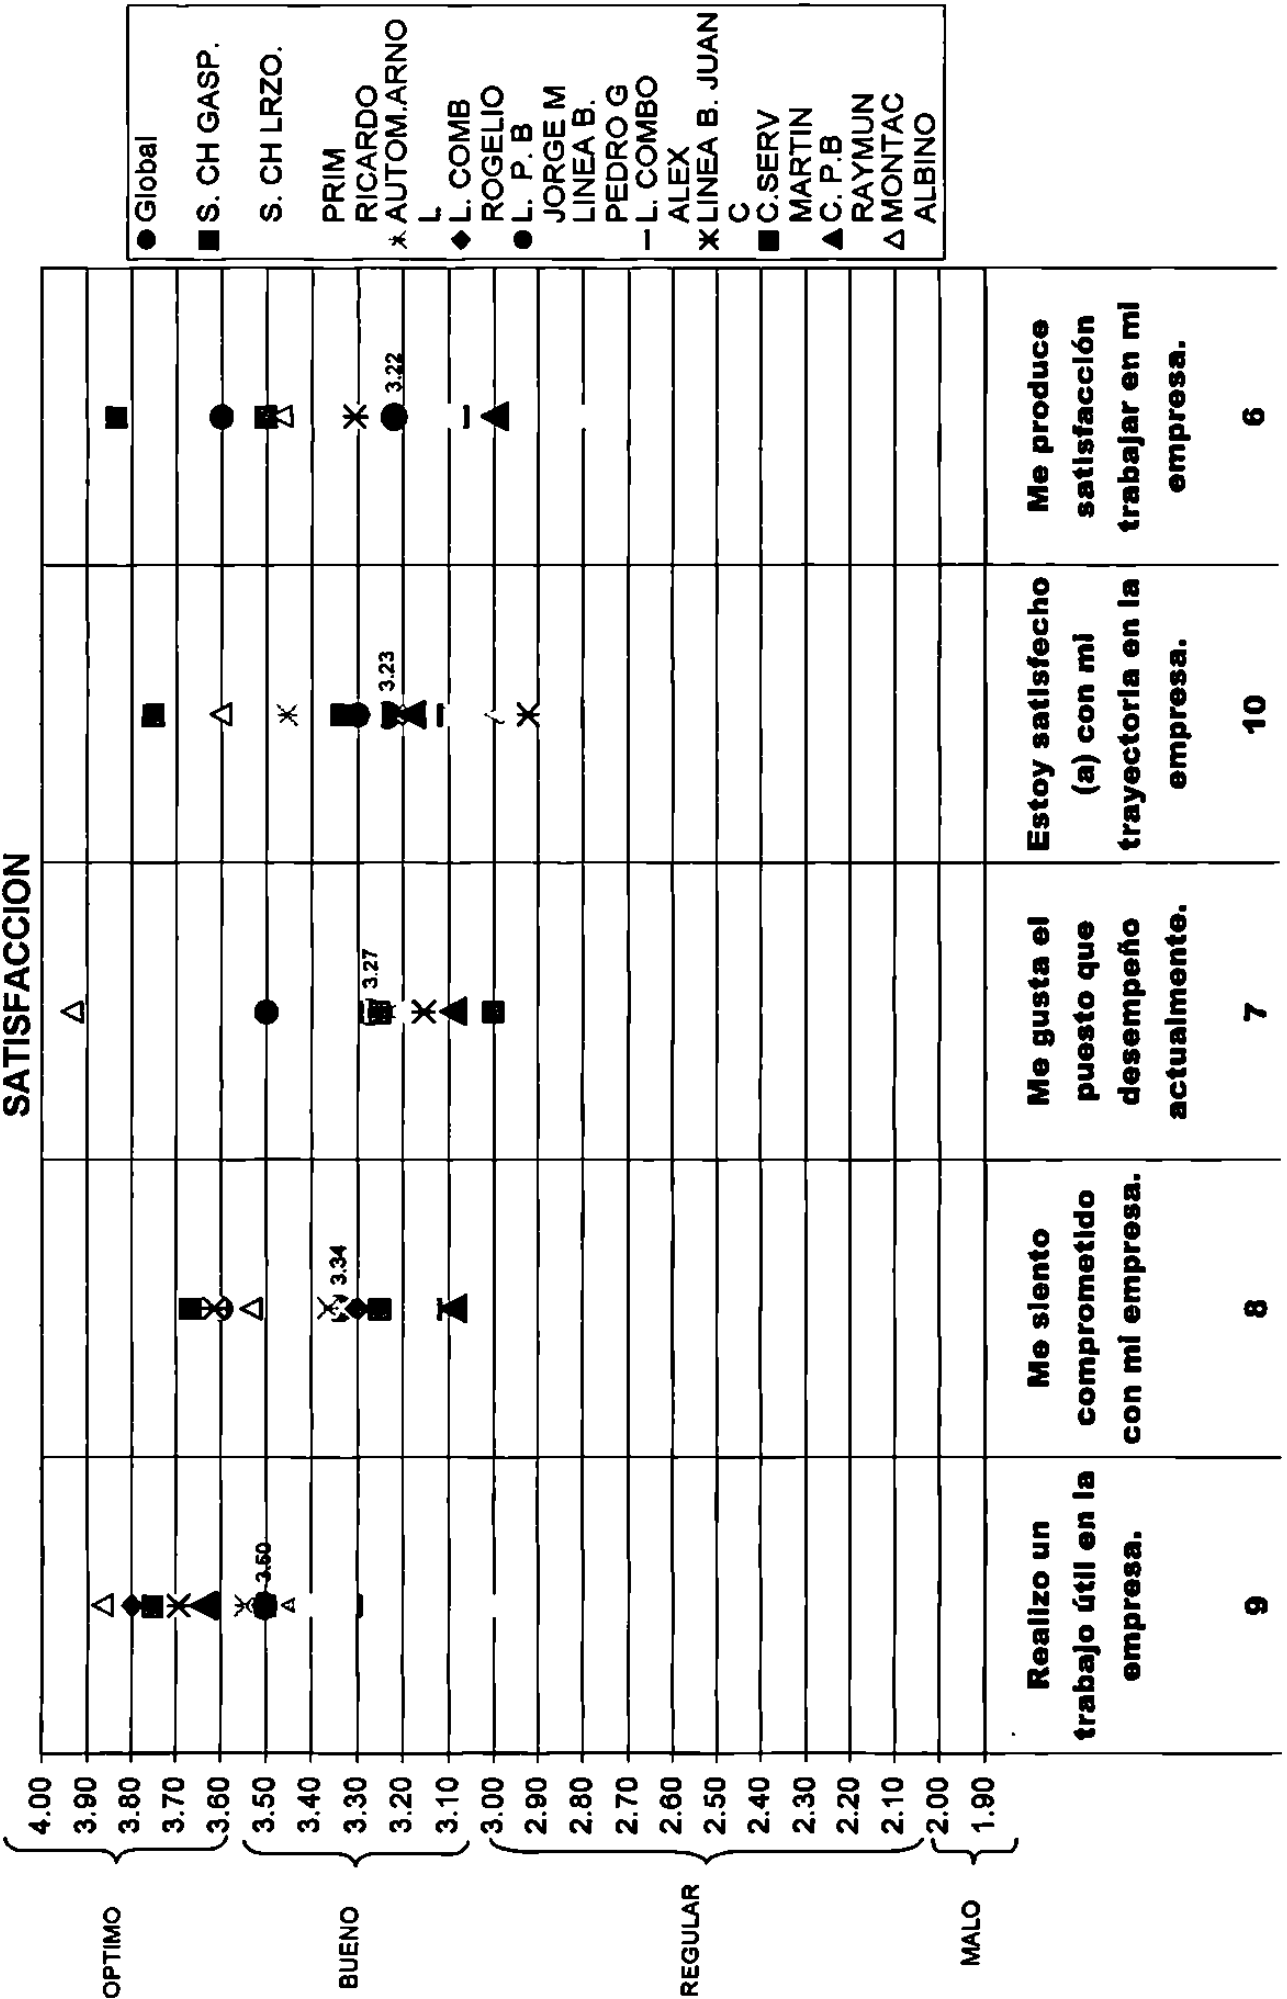 SATISFACCION
OPTIMO
BUENO
REGULAR
MALO
4.00
3.90
3.80
3.70
3.60
3.50
3.40
3.30
3.20
3.10
3.00
2.90
2.80
2.70
2.60
2.50
2.40
2.30
2.20
2.10
2.00
1.90
3.50
3.34
3.27
3.23
3.22
Realizo un
trabajo útil en la
empresa.
9
Me siento
comprometido
con mi empresa.
8
Me gusta el
puesto que
desempeño
actualmente.
7
Estoy satisfecho
(a) con mi
trayectoria en la
empresa.
10
Me produce
satisfacción
trabajar en mi
empresa.
6
Global
S. CH GASP.
S. CH LRZO.
PRIM
RICARDO
AUTOM.ARNO
L
L. COMB
ROGELIO
L. P. B
JORGE M
LINEA B.
PEDRO G
L. COMBO
ALEX
LINEA B. JUAN
C
C.SERV
MARTIN
C. P.B
RAYMUN
MONTAC
ALBINO